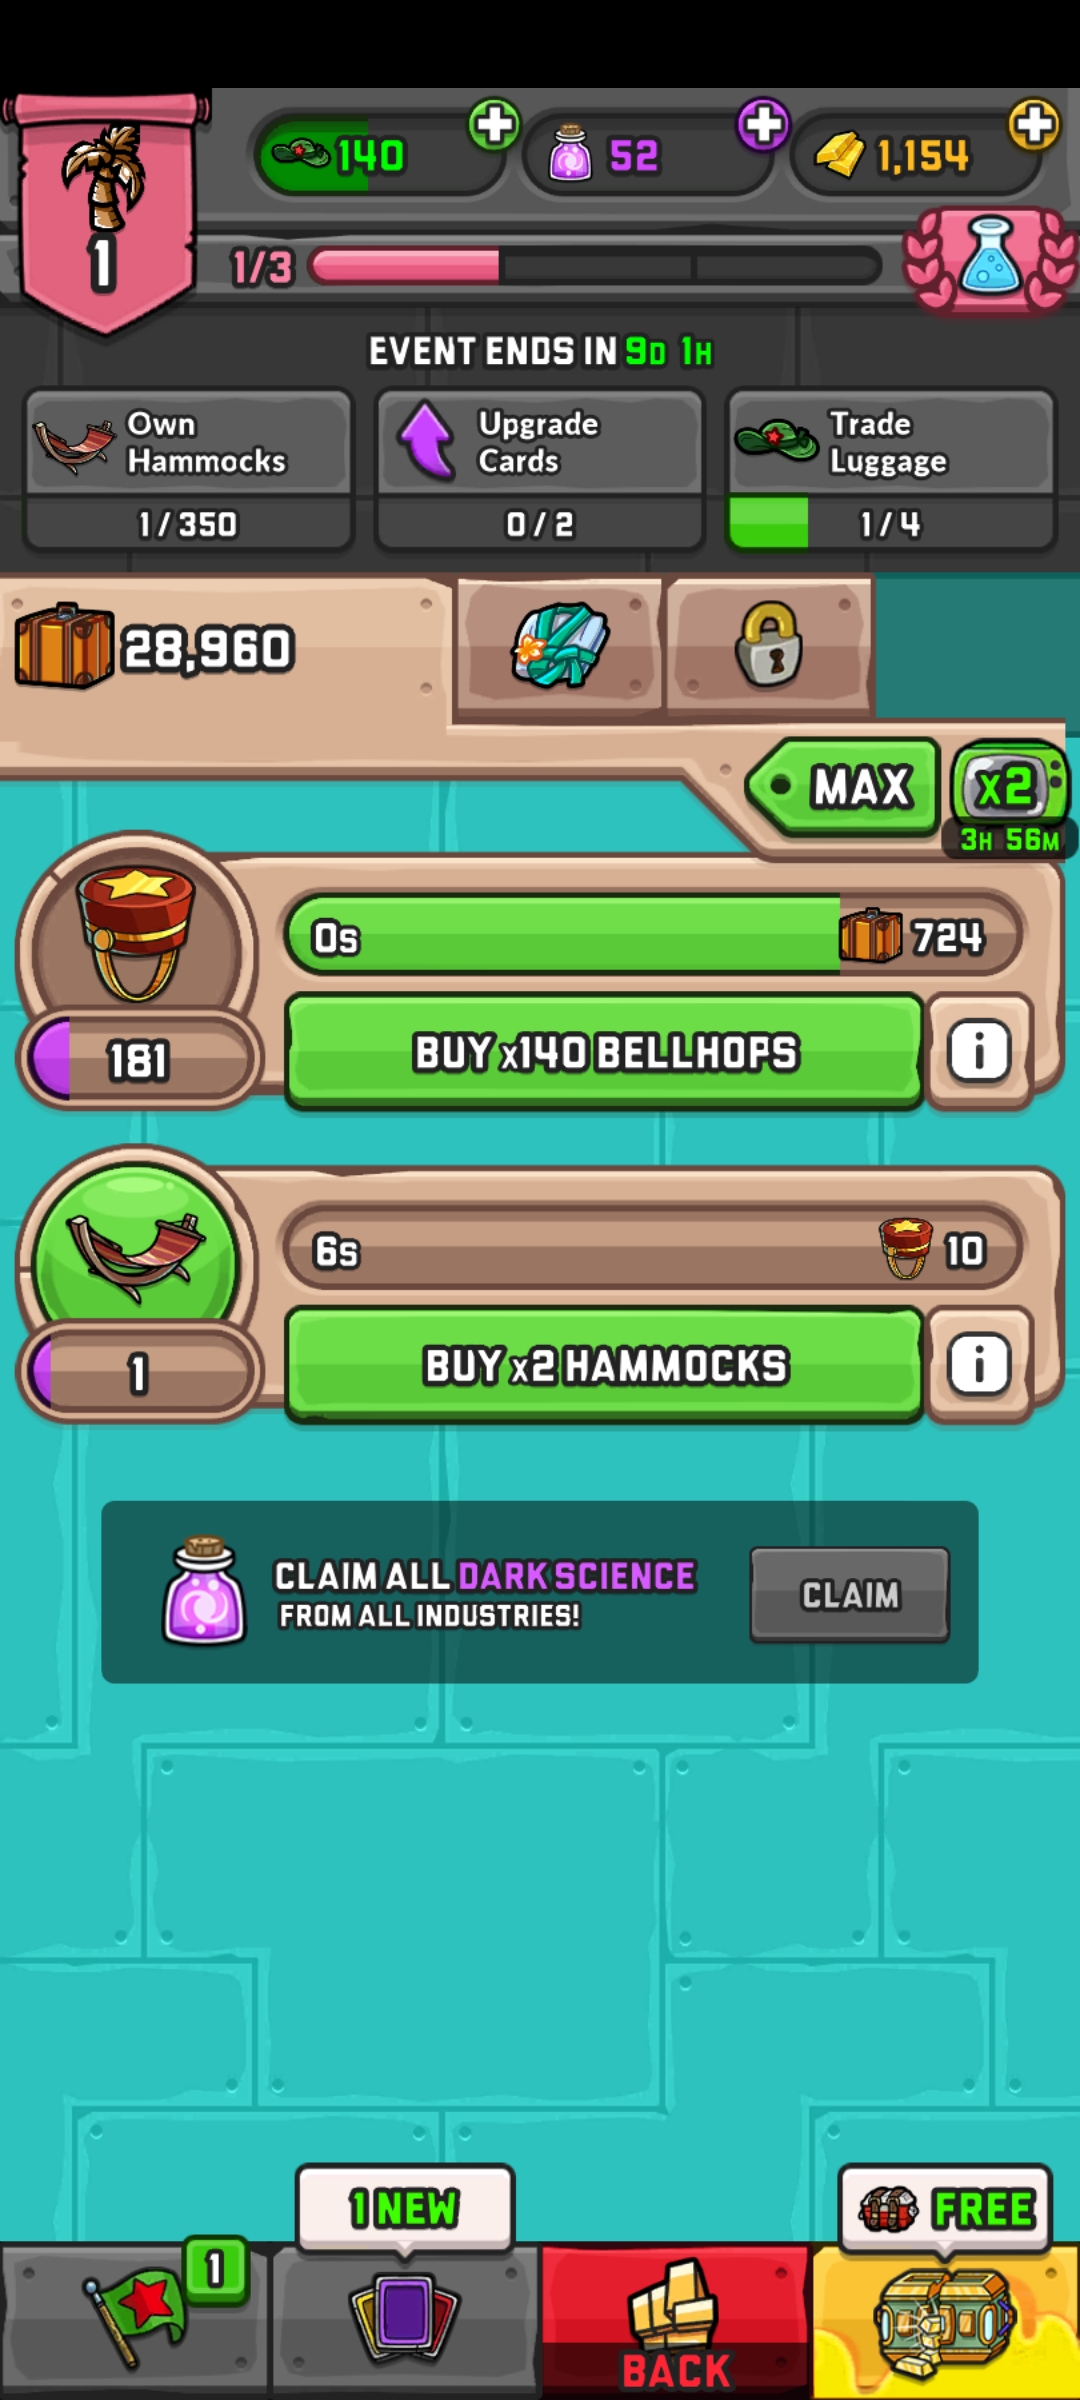 140
52
1,154
1
1/3
EVENT ENDS IN 9D 1H
Own
Hammocks
1/350
Upgrade
Cards
0/2
Trade
Luggage
1/4
28,960
MAX
x2
3H 56M
0s
724
181
BUY x140 BELLHOPS
i
6s
10
1
BUY x2 HAMMOCKS
i
CLAIM ALL DARK SCIENCE
FROM ALL INDUSTRIES!
CLAIM
1 NEW
FREE
1
BACK